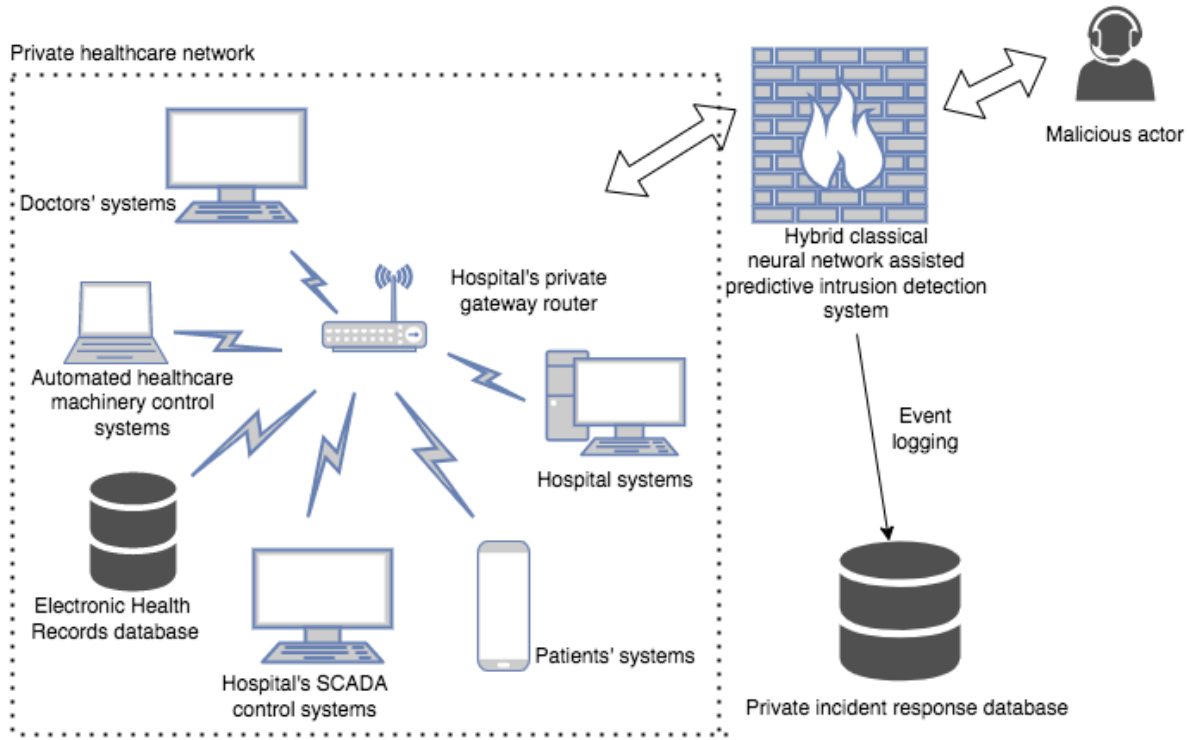 Private healthcare network
Malicious actor
Doctors' systems
Hybrid classical
neural network assisted
predictive intrusion detection
system
Hospital's private
gateway router
Automated healthcare
machinery control
systems
Event
logging
Hospital systems
Electronic Health
Records database
Patients' systems
Hospital's SCADA
control systems
Private incident response database